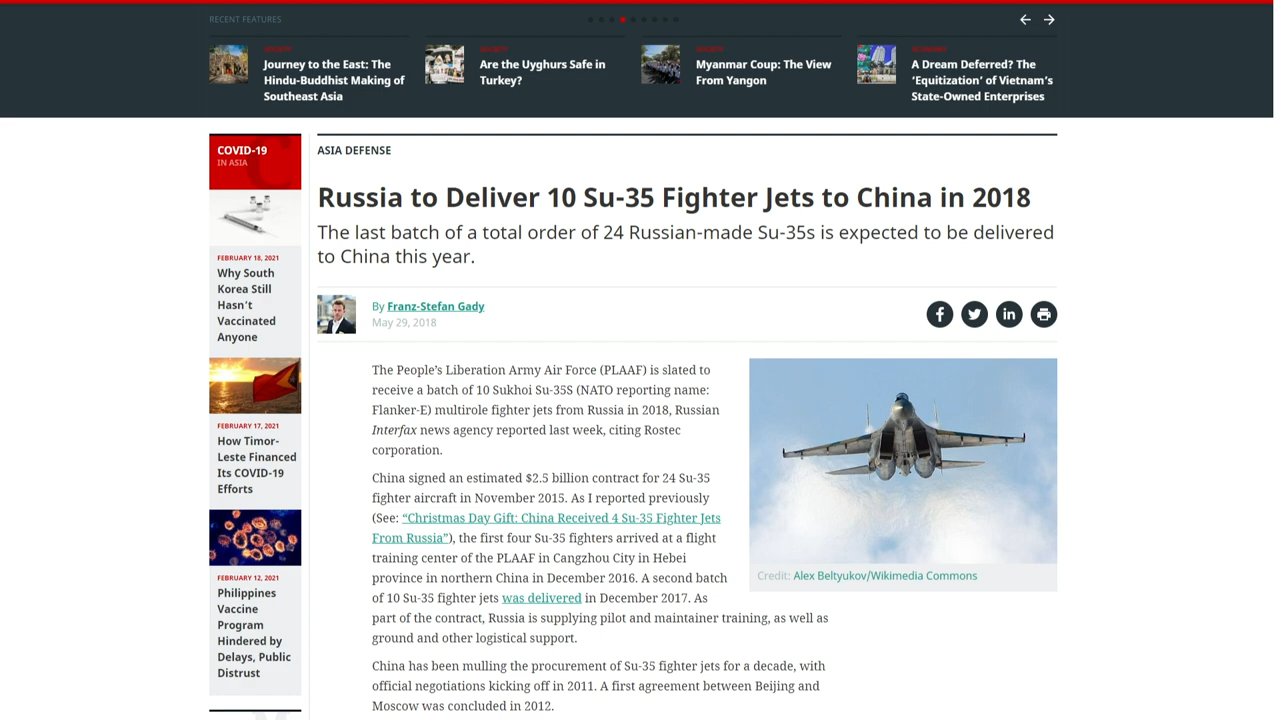 RECENT FEATURES
SOCIETY
Journey to the East: The
Hindu-Buddhist Making of
Southeast Asia
SOCIETY
Are the Uyghurs Safe in
Turkey?
SOCIETY
Myanmar Coup: The View
From Yangon
ECONOMY
A Dream Deferred? The
‘Equitization’ of Vietnam’s
State-Owned Enterprises
COVID-19
IN ASIA
FEBRUARY 18, 2021
Why South
Korea Still
Hasn’t
Vaccinated
Anyone
FEBRUARY 17, 2021
How Timor-
Leste Financed
Its COVID-19
Efforts
FEBRUARY 12, 2021
Philippines
Vaccine
Program
Hindered by
Delays, Public
Distrust
ASIA DEFENSE
Russia to Deliver 10 Su-35 Fighter Jets to China in 2018
The last batch of a total order of 24 Russian-made Su-35s is expected to be delivered
to China this year.
By Franz-Stefan Gady
May 29, 2018
The People’s Liberation Army Air Force (PLAAF) is slated to
receive a batch of 10 Sukhoi Su-35S (NATO reporting name:
Flanker-E) multirole fighter jets from Russia in 2018, Russian
Interfax news agency reported last week, citing Rostec
corporation.
China signed an estimated $2.5 billion contract for 24 Su-35
fighter aircraft in November 2015. As I reported previously
(See: “Christmas Day Gift: China Received 4 Su-35 Fighter Jets
From Russia”), the first four Su-35 fighters arrived at a flight
training center of the PLAAF in Cangzhou City in Hebei
province in northern China in December 2016. A second batch
of 10 Su-35 fighter jets was delivered in December 2017. As
part of the contract, Russia is supplying pilot and maintainer training, as well as
ground and other logistical support.
China has been mulling the procurement of Su-35 fighter jets for a decade, with
official negotiations kicking off in 2011. A first agreement between Beijing and
Moscow was concluded in 2012.
Credit: Alex Beltyukov/Wikimedia Commons